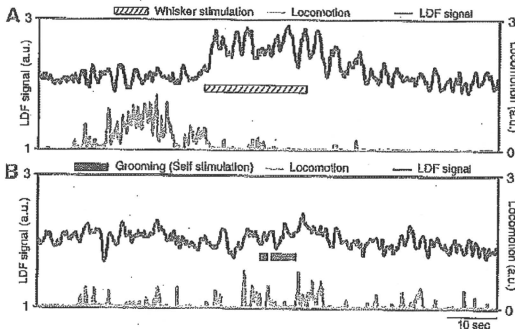 A
Whisker stimulation Locomotion LDF signal
3
3
LDF signal (a.u.)
Locomotion (a.u.)
1
0
B
Grooming (Self stimulation) Locomotion LDF signal
3
3
LDF signal (a.u.)
Locomotion (a.u.)
1
0
10 sec